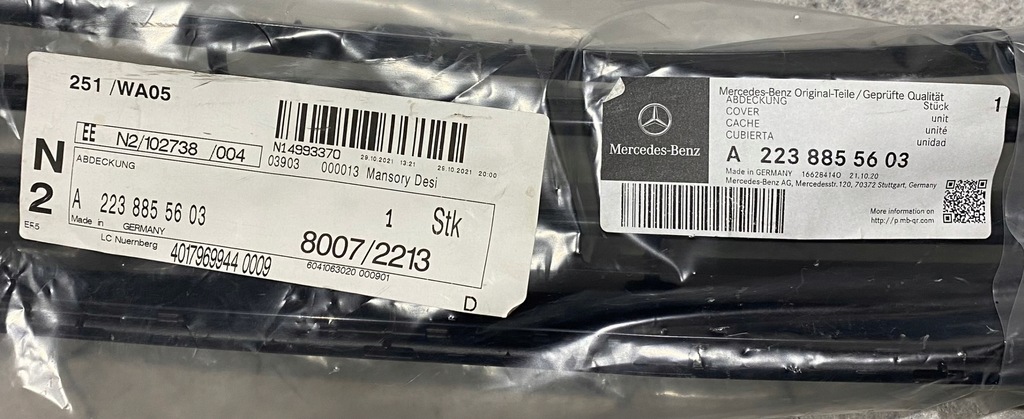 251 /WA05
N2
EE N2/102738 /004
N14993370 29.10.2021 13:21 29.10.2021 20:00
03903 000013 Mansory Desi
ABDECKUNG
A 223 885 56 03 1 Stk
Made in GERMANY
LC Nuernberg
8007/2213
4017969944 0009
6041063020 000901
D
Mercedes-Benz
Mercedes-Benz Original-Teile/Geprüfte Qualität
ABDECKUNG Stück 1
COVER unit
CACHE unité
CUBIERTA unidad
A 223 885 56 03
Made in GERMANY 166284140 21.10.20
Mercedes-Benz AG, Mercedesstr.120, 70372 Stuttgart, Germany
More information on
http://p.mb-qr.com